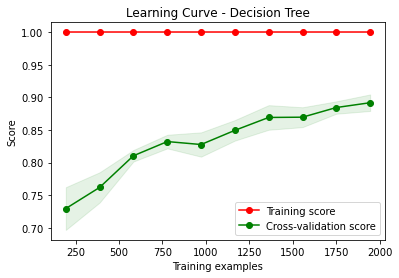 Learning Curve - Decision Tree
1.00
0.95
0.90
0.85
0.80
0.75
0.70
Score
Training score
Cross-validation score
250 500 750 1000 1250 1500 1750 2000
Training examples